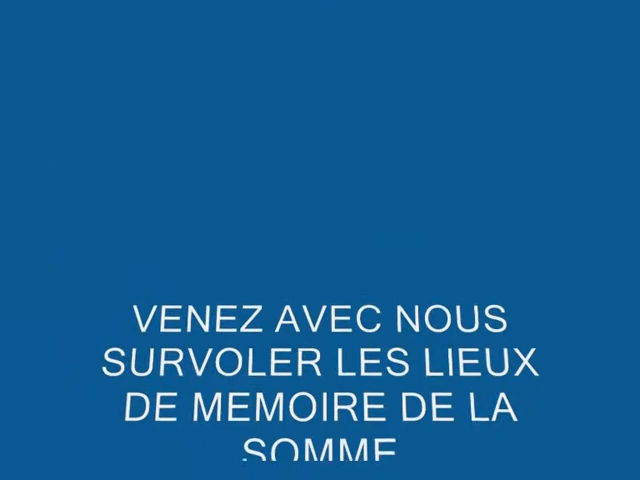 VENEZ AVEC NOUS
SURVOLER LES LIEUX
DE MEMOIRE DE LA
SOMME